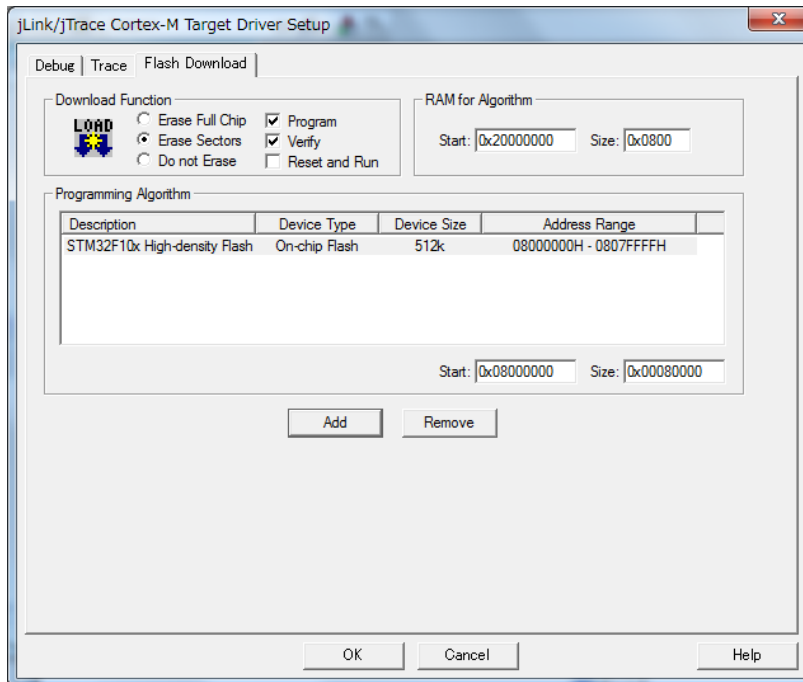 jLink/jTrace Cortex-M Target Driver Setup
Debug Trace Flash Download
Download Function
LOAD
Erase Full Chip
Erase Sectors
Do not Erase
Program
Verify
Reset and Run
RAM for Algorithm
Start: 0x20000000 Size: 0x0800
Programming Algorithm
Description Device Type Device Size Address Range
STM32F10x High-density Flash On-chip Flash 512k 08000000H - 0807FFFFH
Start: 0x08000000 Size: 0x00080000
Add Remove
OK Cancel Help